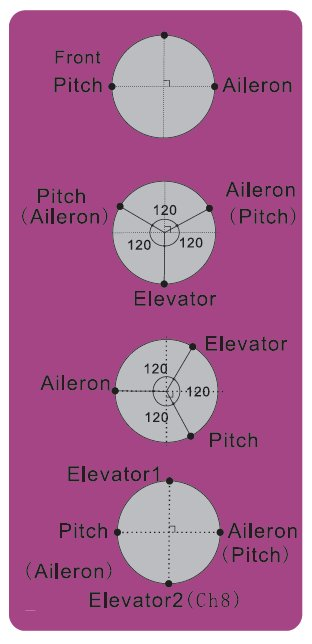 Front
Pitch Aileron
Pitch Aileron
(Aileron) (Pitch)
120
120 120
Elevator
Elevator
120
Aileron 120
120
Pitch
Elevator1
Pitch Aileron
(Pitch)
(Aileron)
Elevator2(Ch8)